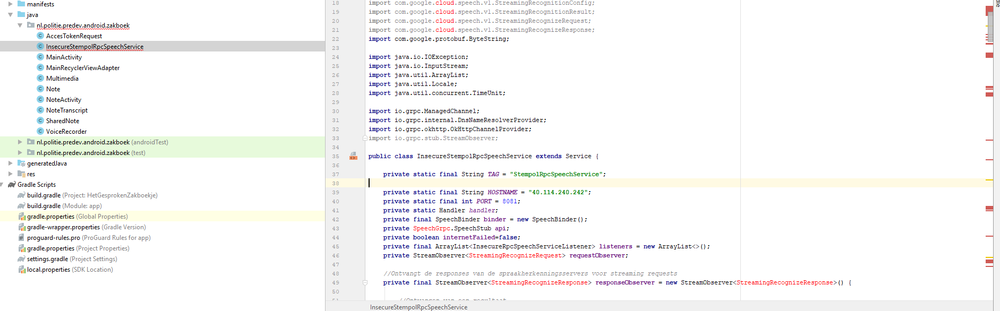 manifests
java
nl.politie.predev.android.zakboek
AccesTokenRequest
InsecureStempolRpcSpeechService
MainActivity
MainRecyclerViewAdapter
Multimedia
Note
NoteActivity
NoteTranscript
SharedNote
VoiceRecorder
nl.politie.predev.android.zakboek (androidTest)
nl.politie.predev.android.zakboek (test)
generatedJava
res
Gradle Scripts
build.gradle (Project: HetGesprokenZakboekje)
build.gradle (Module: app)
gradle.properties (Global Properties)
gradle-wrapper.properties (Gradle Version)
proguard-rules.pro (ProGuard Rules for app)
gradle.properties (Project Properties)
settings.gradle (Project Settings)
local.properties (SDK Location)
18 import com.google.cloud.speech.v1.StreamingRecognitionConfig;
19 import com.google.cloud.speech.v1.StreamingRecognitionResult;
20 import com.google.cloud.speech.v1.StreamingRecognizeRequest;
21 import com.google.cloud.speech.v1.StreamingRecognizeResponse;
22 import com.google.protobuf.ByteString;
23
24 import java.io.IOException;
25 import java.io.InputStream;
26 import java.util.ArrayList;
27 import java.util.Locale;
28 import java.util.concurrent.TimeUnit;
29
30 import io.grpc.ManagedChannel;
31 import io.grpc.internal.DnsNameResolverProvider;
32 import io.grpc.okhttp.OkHttpChannelProvider;
33 import io.grpc.stub.StreamObserver;
34
35 public class InsecureStempolRpcSpeechService extends Service {
36
37 private static final String TAG = "StempolRpcSpeechService";
38
39 private static final String HOSTNAME = "40.114.240.242";
40 private static final int PORT = 8081;
41 private static Handler handler;
42 private final SpeechBinder binder = new SpeechBinder();
43 private SpeechGrpc.SpeechStub api;
44 private boolean internetFailed=false;
45 private final ArrayList<InsecureRpcSpeechServiceListener> listeners = new ArrayList<>();
46 private StreamObserver<StreamingRecognizeRequest> requestObserver;
47
48 //Ontvangt de responses van de spraakherkenningsservers voor streaming requests
49 private final StreamObserver<StreamingRecognizeResponse> responseObserver = new StreamObserver<StreamingRecognizeResponse>() {
50
51 //Ontvangen van een resultaat
InsecureStempolRpcSpeechService